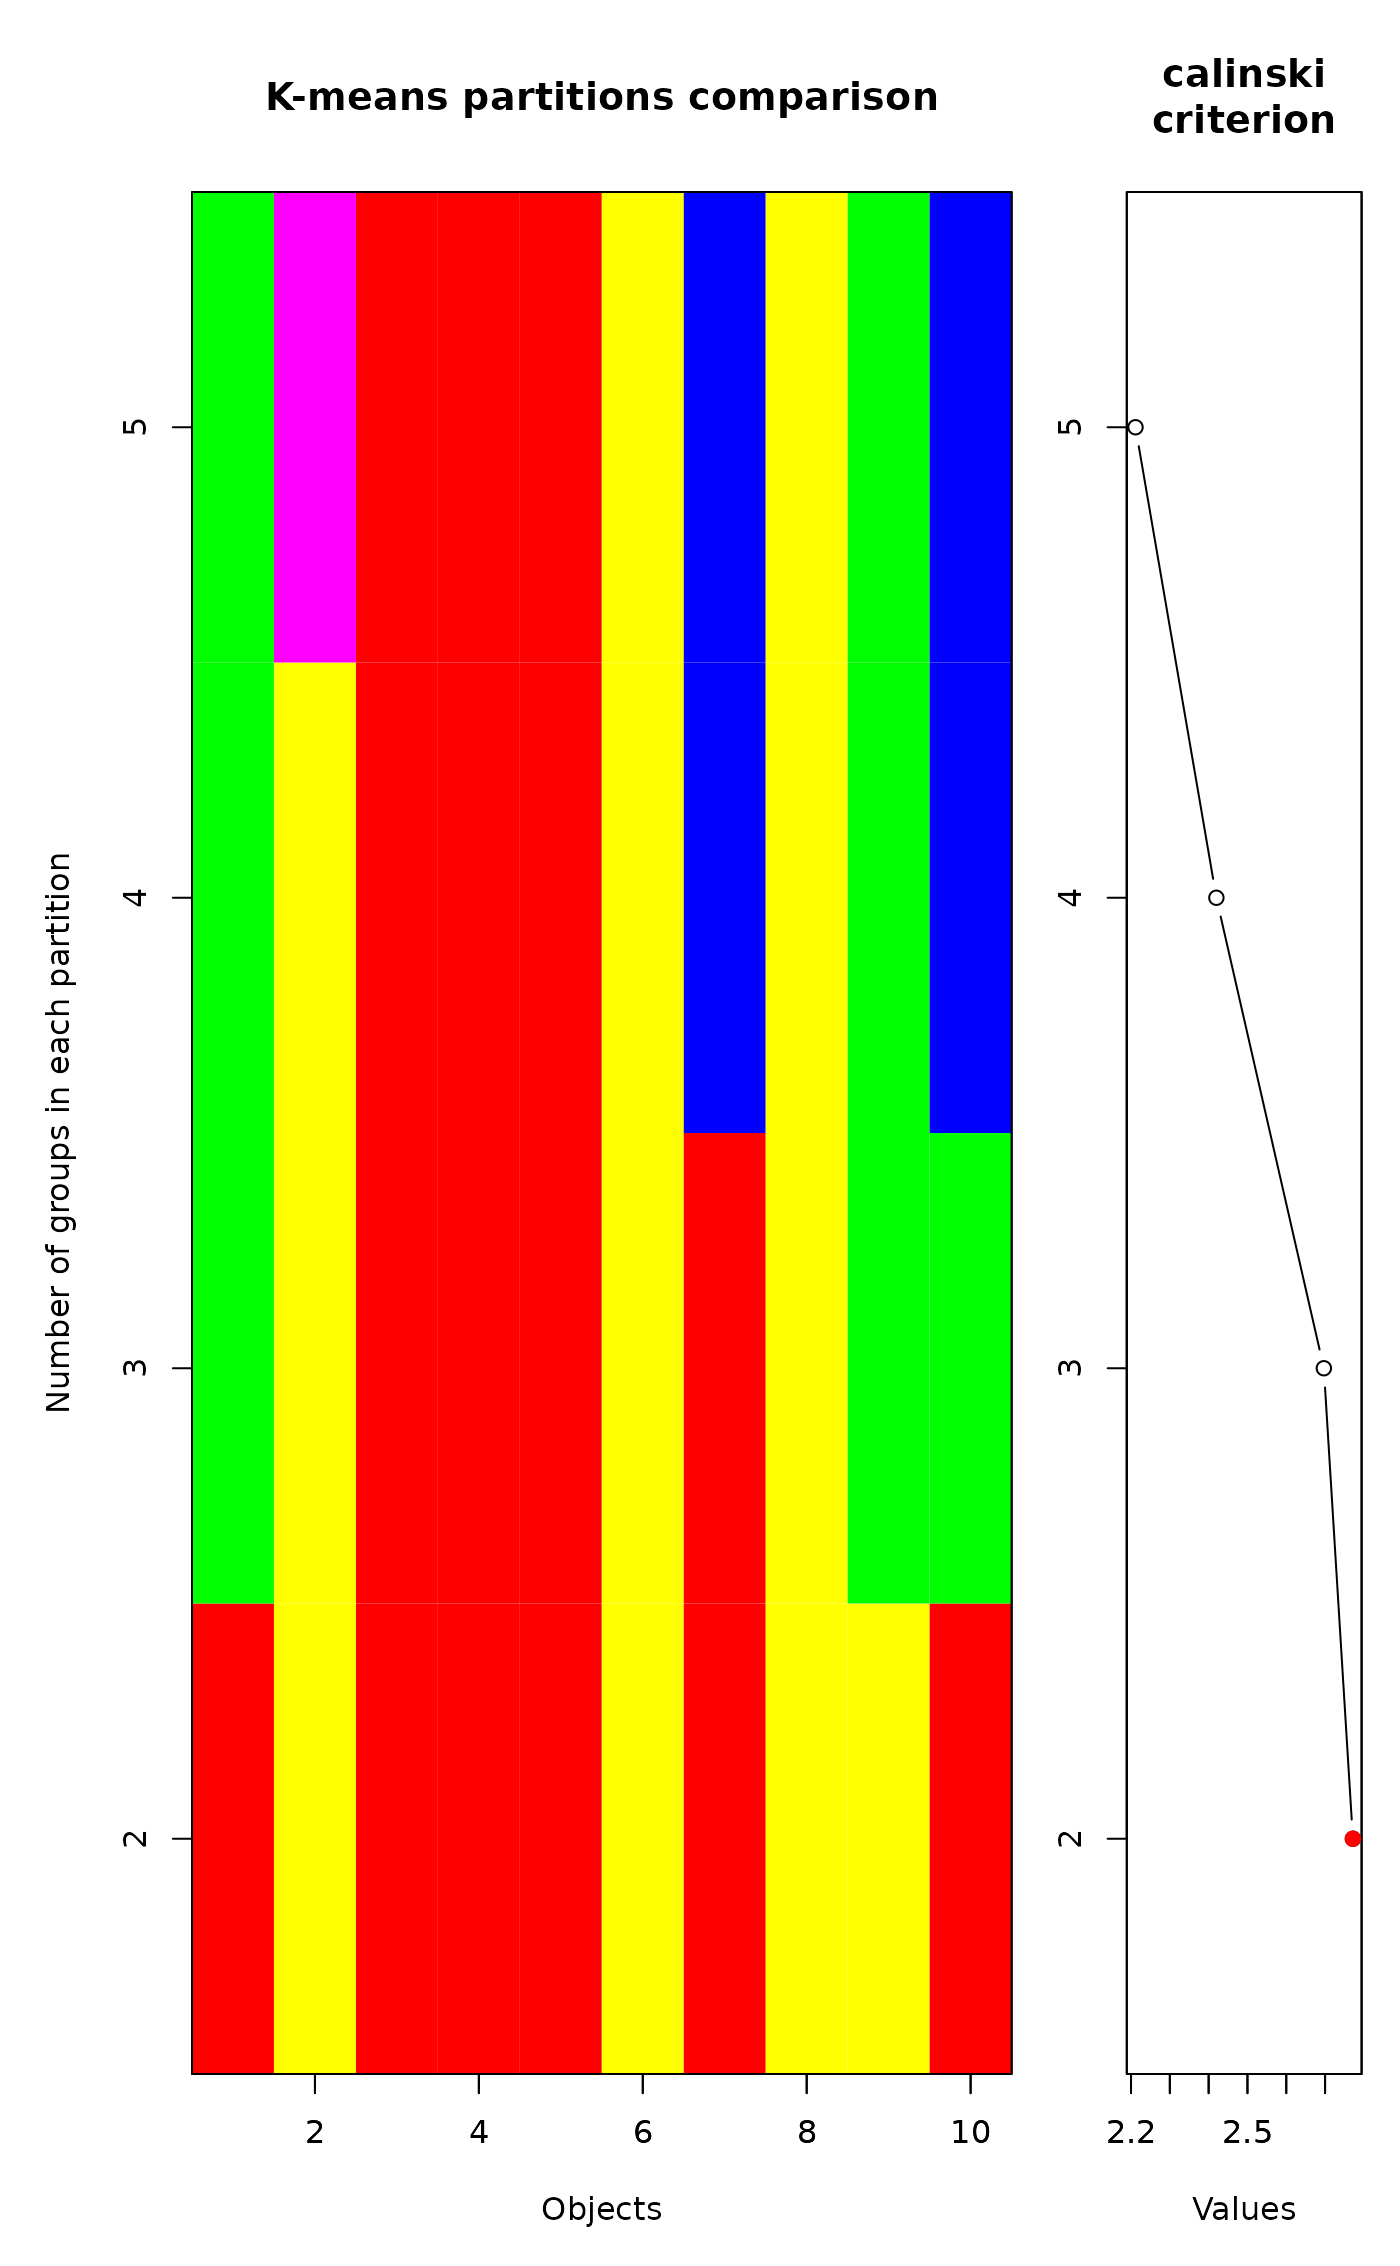 K-means partitions comparison
calinski
criterion
Number of groups in each partition
5
4
3
2
2 4 6 8 10
Objects
5
4
3
2
2.2 2.5
Values